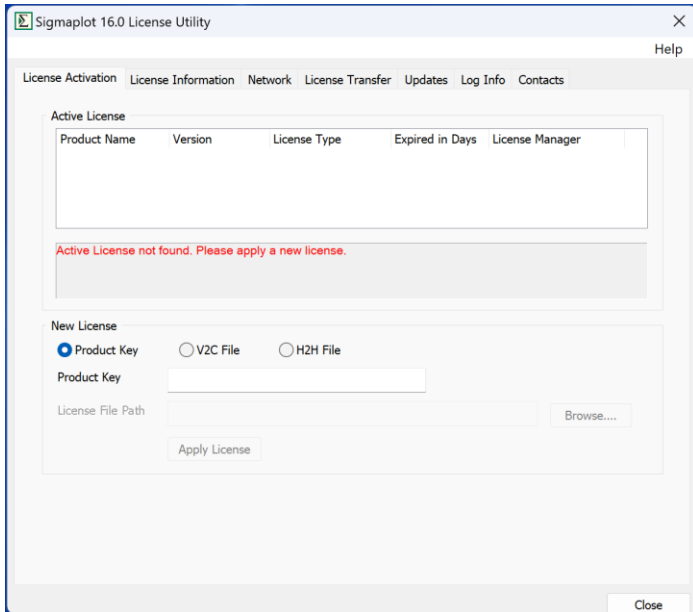 Sigmaplot 16.0 License Utility
Help
License Activation License Information Network License Transfer Updates Log Info Contacts
Active License
Product Name Version License Type Expired in Days License Manager
Active License not found. Please apply a new license.
New License
Product Key V2C File H2H File
Product Key
License File Path Browse....
Apply License
Close